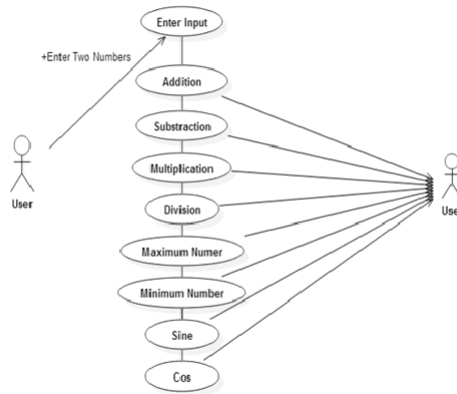 Enter Input
+Enter Two Numbers
Addition
Substraction
Multiplication
User
Division
Use
Maximum Numer
Minimum Number
Sine
Cos